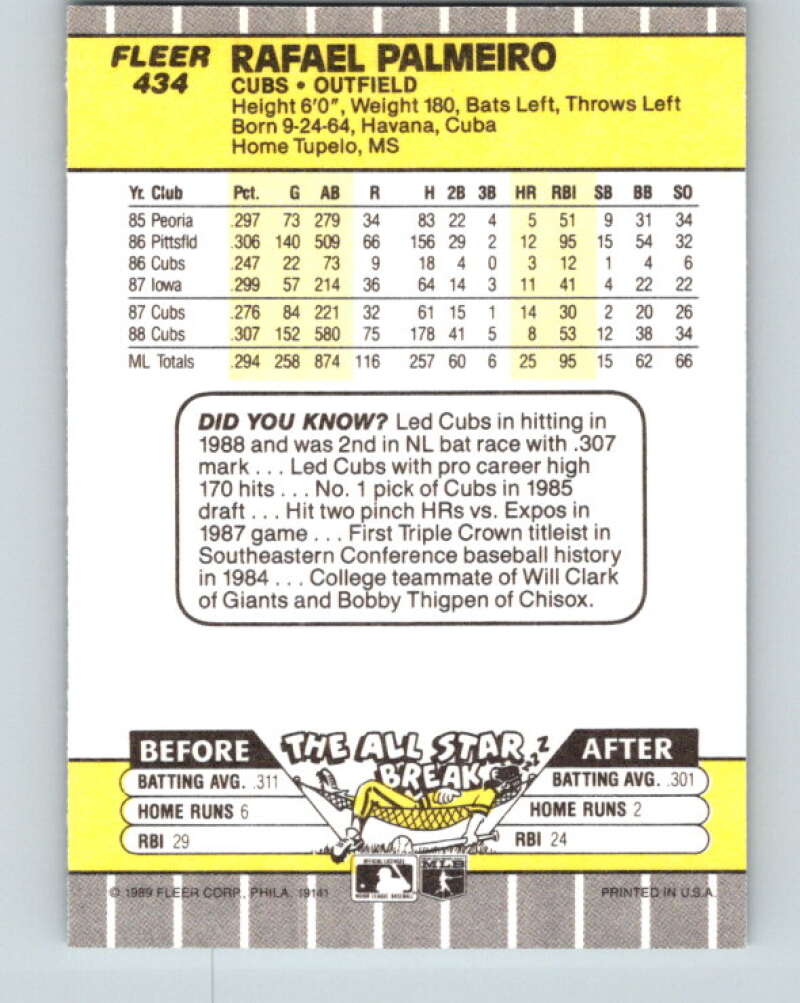 FLEER
434
RAFAEL PALMEIRO
CUBS • OUTFIELD
Height 6'0", Weight 180, Bats Left, Throws Left
Born 9-24-64, Havana, Cuba
Home Tupelo, MS
Yr. Club Pct. G AB R H 2B 3B HR RBI SB BB SO
85 Peoria .297 73 279 34 83 22 4 5 51 9 31 34
86 Pittsfld .306 140 509 66 156 29 2 12 95 15 54 32
86 Cubs .247 22 73 9 18 4 0 3 12 1 4 6
87 Iowa .299 57 214 36 64 14 3 11 41 4 22 22
87 Cubs .276 84 221 32 61 15 1 14 30 2 20 26
88 Cubs .307 152 580 75 178 41 5 8 53 12 38 34
ML Totals .294 258 874 116 257 60 6 25 95 15 62 66
DID YOU KNOW? Led Cubs in hitting in
1988 and was 2nd in NL bat race with .307
mark . . . Led Cubs with pro career high
170 hits . . . No. 1 pick of Cubs in 1985
draft . . . Hit two pinch HRs vs. Expos in
1987 game . . . First Triple Crown titleist in
Southeastern Conference baseball history
in 1984 . . . College teammate of Will Clark
of Giants and Bobby Thigpen of Chisox.
BEFORE THE ALL STAR BREAK ZZZZ AFTER
BATTING AVG. .311 BATTING AVG. .301
HOME RUNS 6 HOME RUNS 2
RBI 29 RBI 24
MLB
© 1989 FLEER CORP., PHILA. 19141 PRINTED IN U.S.A.